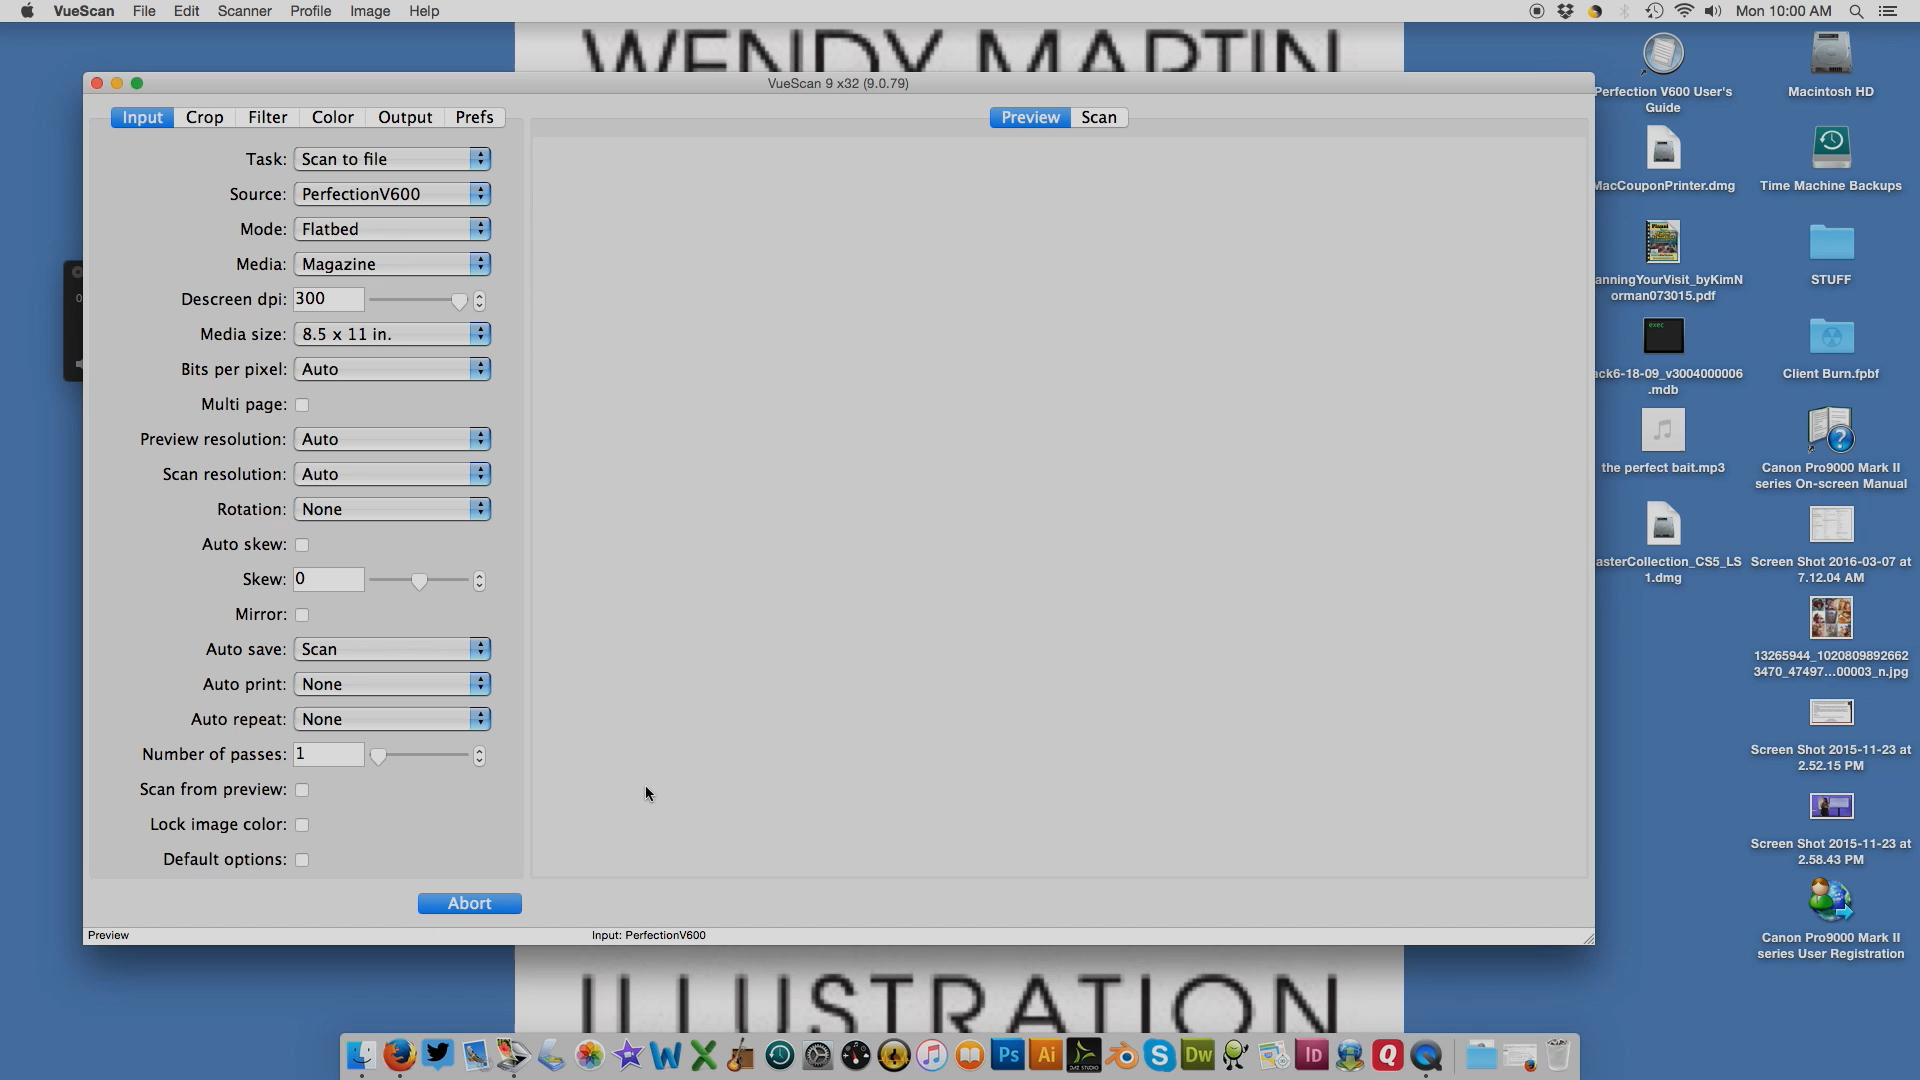 VueScan File Edit Scanner Profile Image Help
Mon 10:00 AM
WENDY MARTIN
VueScan 9 x32 (9.0.79)
Input Crop Filter Color Output Prefs
Preview Scan
Task: Scan to file
Source: PerfectionV600
Mode: Flatbed
Media: Magazine
Descreen dpi: 300
Media size: 8.5 x 11 in.
Bits per pixel: Auto
Multi page:
Preview resolution: Auto
Scan resolution: Auto
Rotation: None
Auto skew:
Skew: 0
Mirror:
Auto save: Scan
Auto print: None
Auto repeat: None
Number of passes: 1
Scan from preview:
Lock image color:
Default options:
Abort
Preview
Input: PerfectionV600
Perfection V600 User's
Guide
Macintosh HD
MacCouponPrinter.dmg
Time Machine Backups
anningYourVisit_byKimN
orman073015.pdf
STUFF
exec
ack6-18-09_v3004000006
.mdb
Client Burn.fpbf
the perfect bait.mp3
Canon Pro9000 Mark II
series On-screen Manual
asterCollection_CS5_LS
1.dmg
Screen Shot 2016-03-07 at
7.12.04 AM
13265944_1020809892662
3470_47497...00003_n.jpg
Screen Shot 2015-11-23 at
2.52.15 PM
Screen Shot 2015-11-23 at
2.58.43 PM
Canon Pro9000 Mark II
series User Registration
ILLUSTRATION
Ps Ai DAZ STUDIO Dw Id